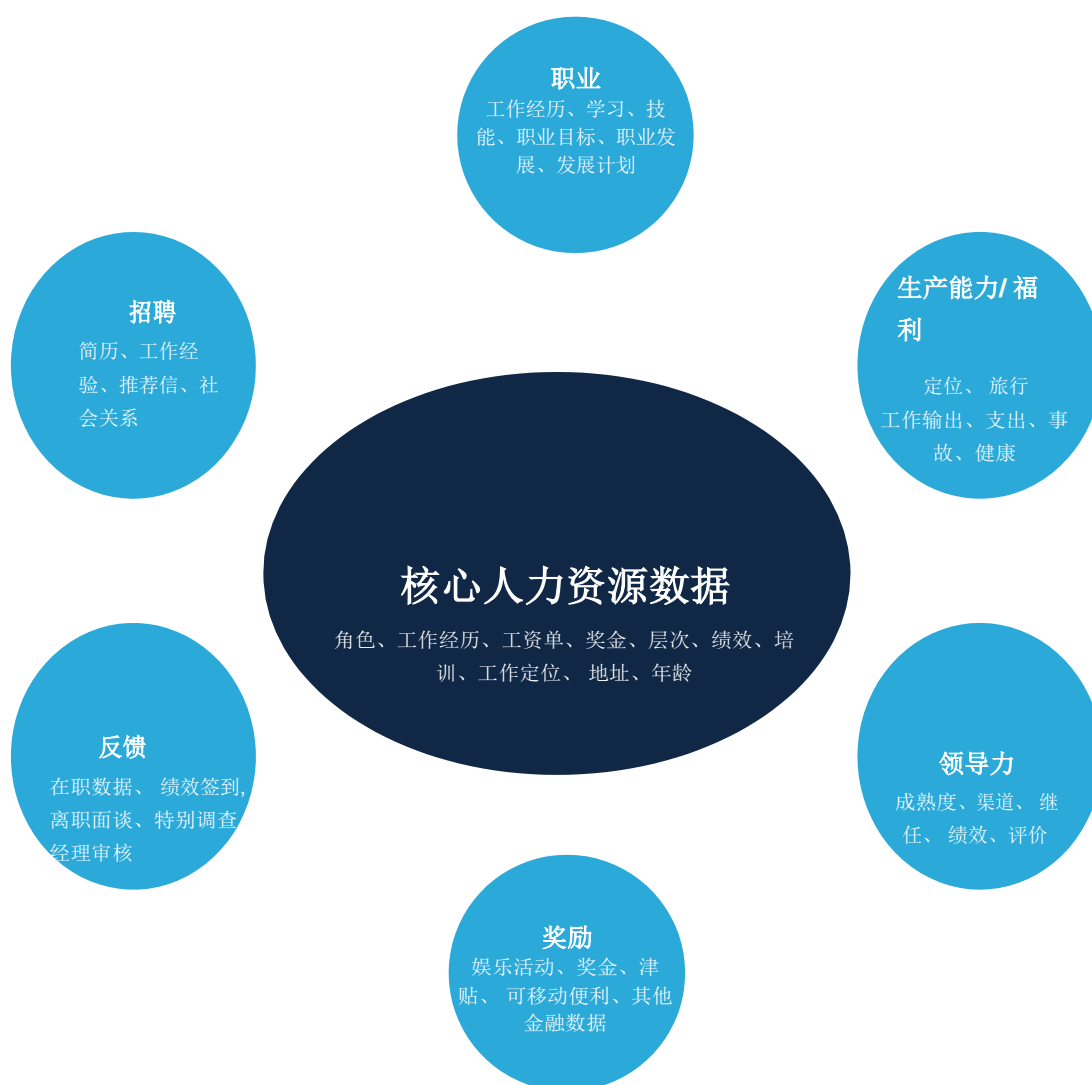 职业
工作经历、学习、技
能、职业目标、职业发
展、发展计划
招聘
简历、工作经
验、推荐信、社
会关系
生产能力/ 福
利
定位、 旅行
工作输出、支出、事
故、健康
核心人力资源数据
角色、工作经历、工资单、奖金、层次、绩效、培
训、工作定位、 地址、年龄
反馈
在职数据、 绩效签到,
离职面谈、特别调查
经理审核
领导力
成熟度、渠道、 继
任、 绩效、评价
奖励
娱乐活动、奖金、津
贴、 可移动便利、其他
金融数据